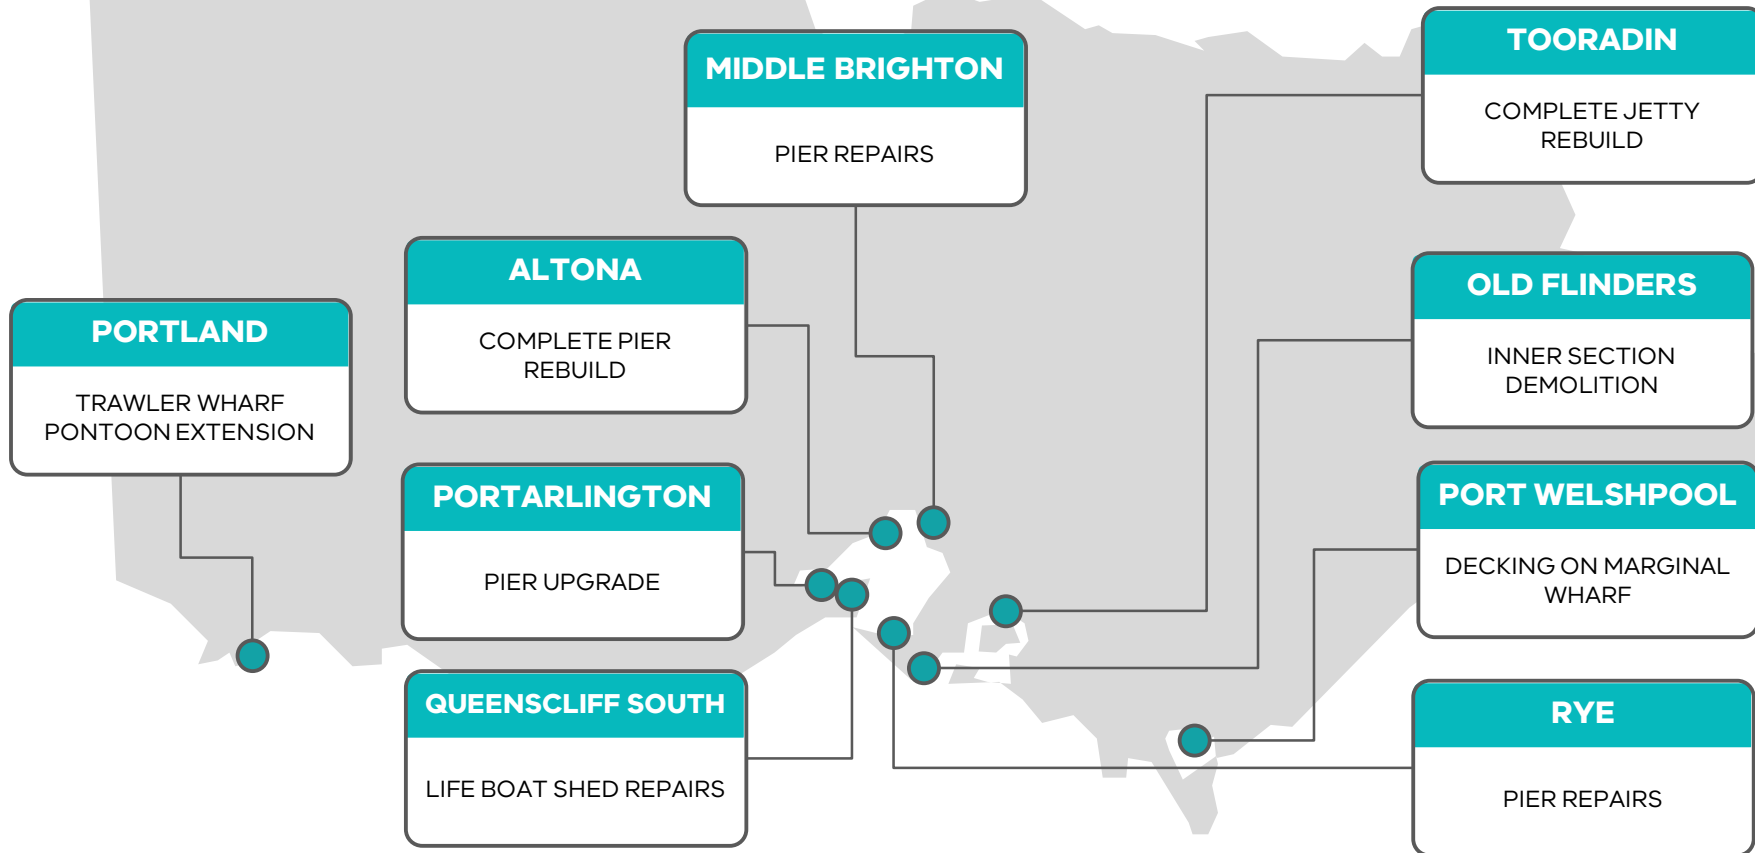 MIDDLE BRIGHTON
PIER REPAIRS
TOORADIN
COMPLETE JETTY
REBUILD
ALTONA
COMPLETE PIER
REBUILD
OLD FLINDERS
INNER SECTION
DEMOLITION
PORTLAND
TRAWLER WHARF
PONTOON EXTENSION
PORTARLINGTON
PIER UPGRADE
PORT WELSHPOOL
DECKING ON MARGINAL
WHARF
QUEENSCLIFF SOUTH
LIFE BOAT SHED REPAIRS
RYE
PIER REPAIRS